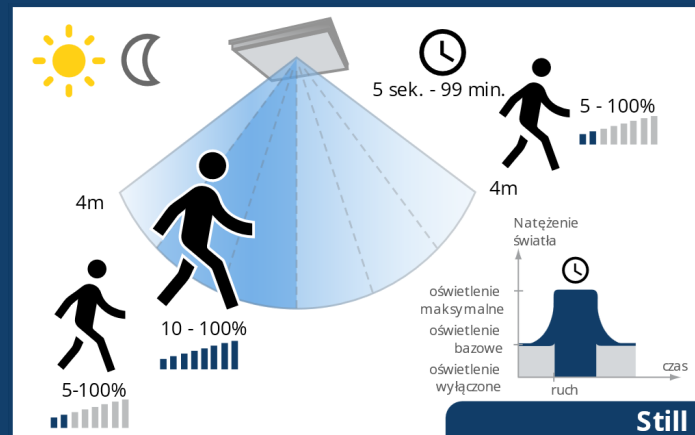 5 sek. - 99 min.
5 - 100%
4m
4m
10 - 100%
5-100%
Natężenie
światła
oświetlenie
maksymalne
oświetlenie
bazowe
oświetlenie
wyłączone
czas
ruch
Still